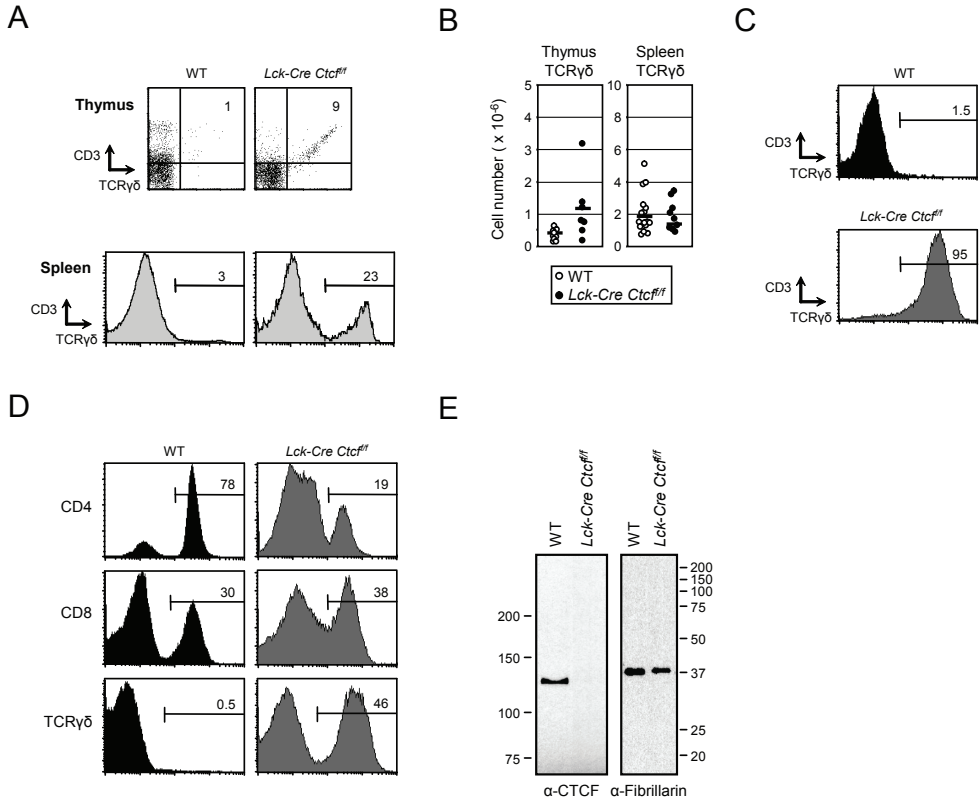 A
WT
Lck-Cre Ctcf^f/f
Thymus
1
9
CD3
TCRγδ
Spleen
3
23
CD3
TCRγδ
B
Thymus
TCRγδ
Spleen
TCRγδ
Cell number ( x 10^-6)
5
4
3
2
1
0
10
8
6
4
2
0
WT
Lck-Cre Ctcf^f/f
C
WT
1.5
CD3
TCRγδ
Lck-Cre Ctcf^f/f
95
CD3
TCRγδ
D
WT
Lck-Cre Ctcf^f/f
CD4
78
19
CD8
30
38
TCRγδ
0.5
46
E
WT
Lck-Cre Ctcf^f/f
WT
Lck-Cre Ctcf^f/f
200
150
100
75
200
150
100
75
50
37
25
20
α-CTCF
α-Fibrillarin